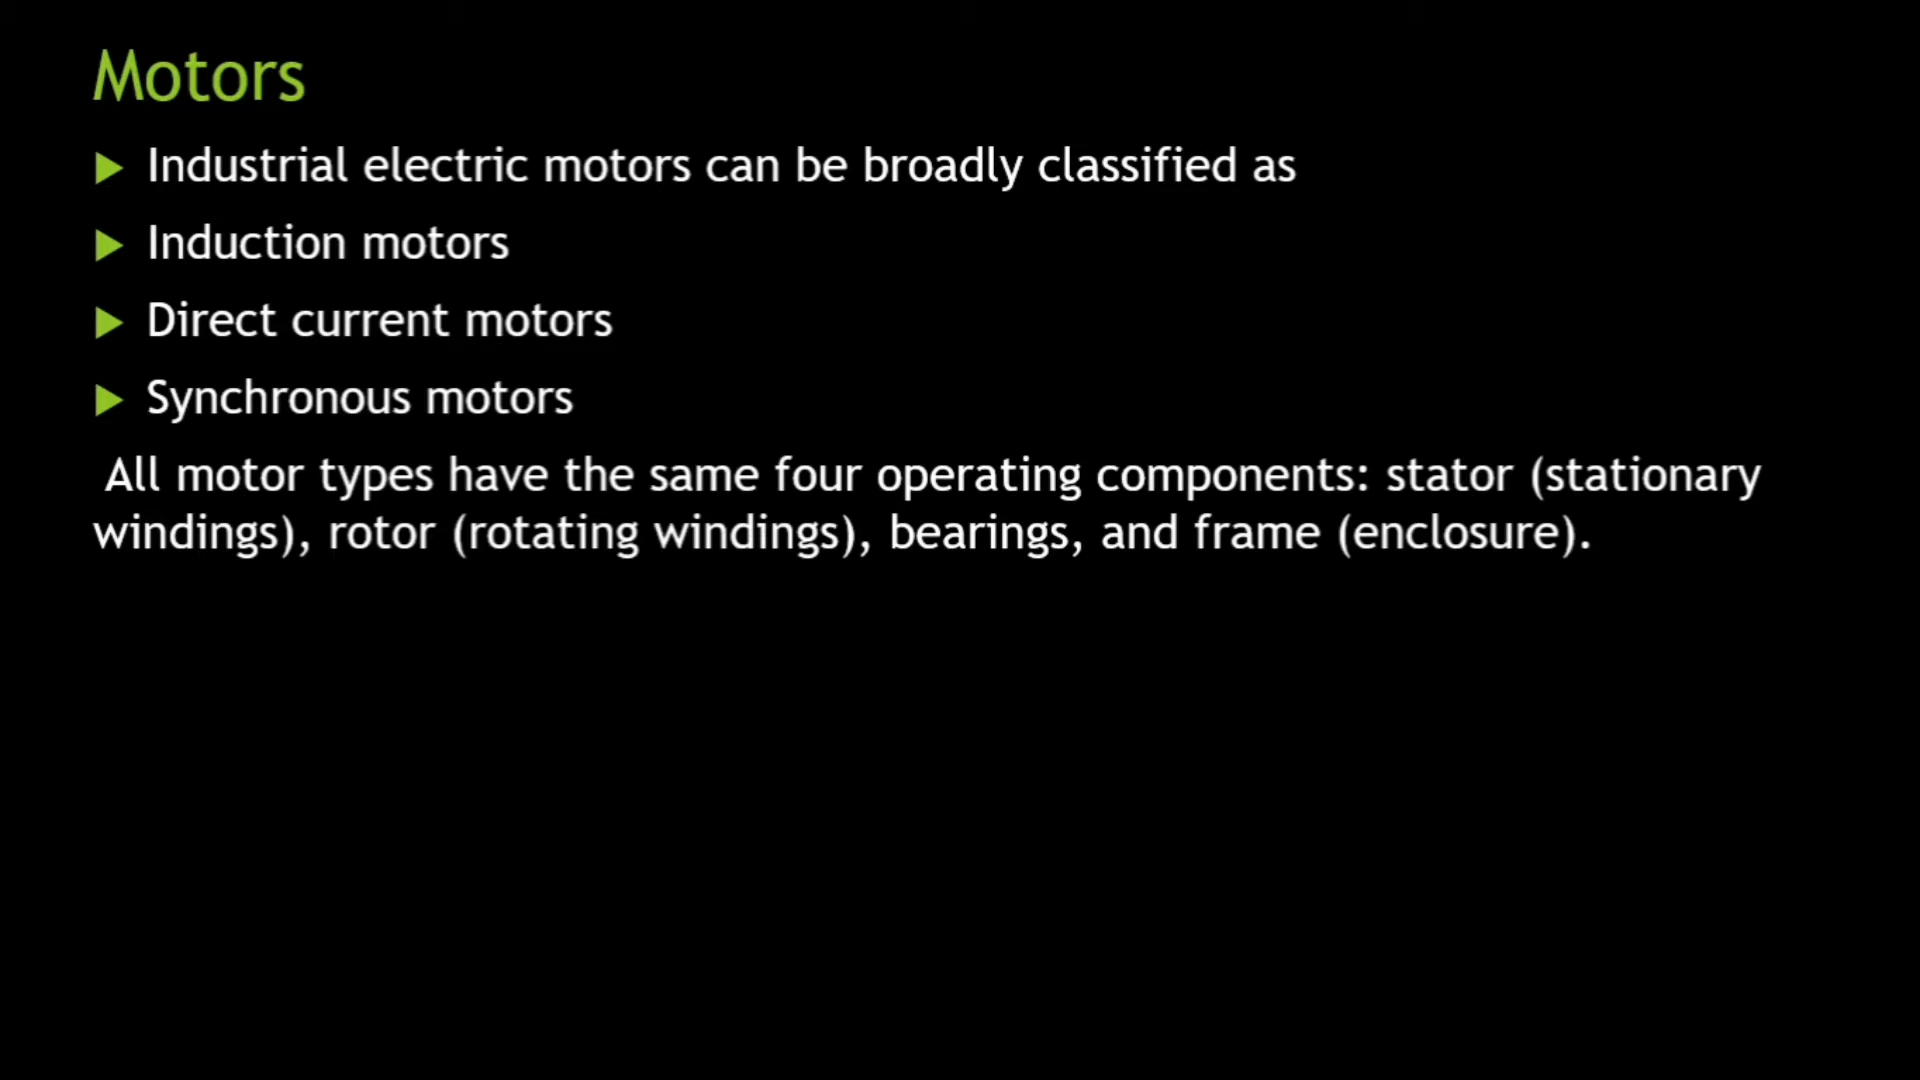 Motors
Industrial electric motors can be broadly classified as
Induction motors
Direct current motors
Synchronous motors
All motor types have the same four operating components: stator (stationary
windings), rotor (rotating windings), bearings, and frame (enclosure).